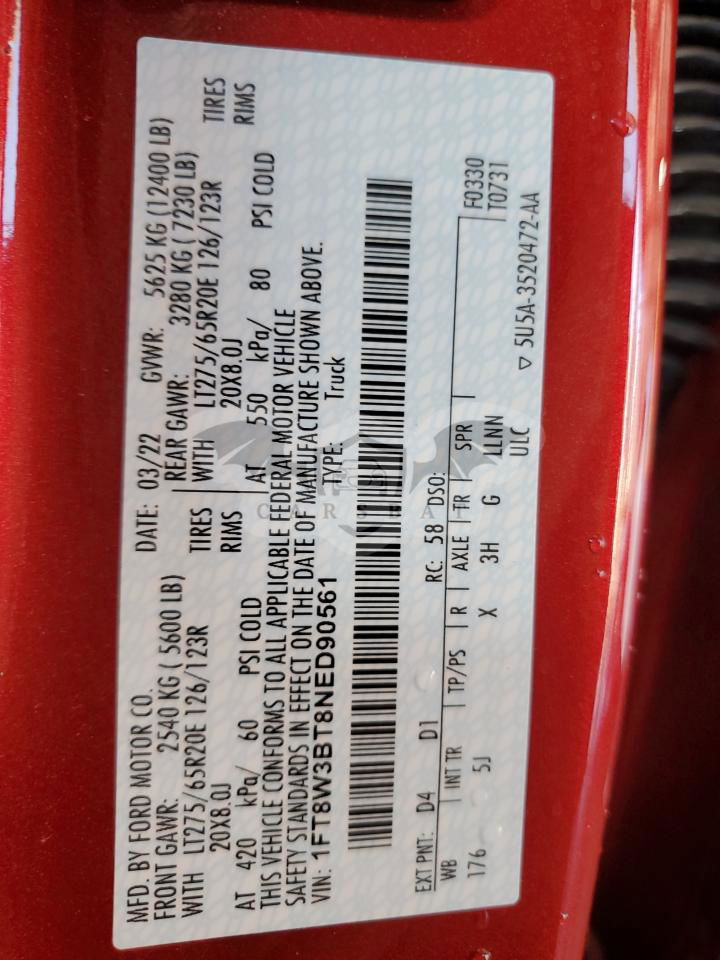 MFD. BY FORD MOTOR CO.
DATE: 03/22 GVWR: 5625 KG (12400 LB)
FRONT GAWR: 2540 KG ( 5600 LB)
REAR GAWR: 3280 KG ( 7230 LB)
WITH LT275/65R20E 126/123R TIRES
WITH LT275/65R20E 126/123R TIRES
20X8.0J RIMS
20X8.0J RIMS
AT 420 kPa/ 60 PSI COLD
AT 550 kPa/ 80 PSI COLD
THIS VEHICLE CONFORMS TO ALL APPLICABLE FEDERAL MOTOR VEHICLE
SAFETY STANDARDS IN EFFECT ON THE DATE OF MANUFACTURE SHOWN ABOVE.
VIN: 1FT8W3BT8NED90561 TYPE: Truck
EXT PNT: D4 D1 RC: 58 DSO: F0330
WB INT TR TP/PS R AXLE TR SPR T0731
176 5J X 3H G LLNN
ULC ▽ 5U5A-3520472-AA
CARSBAT